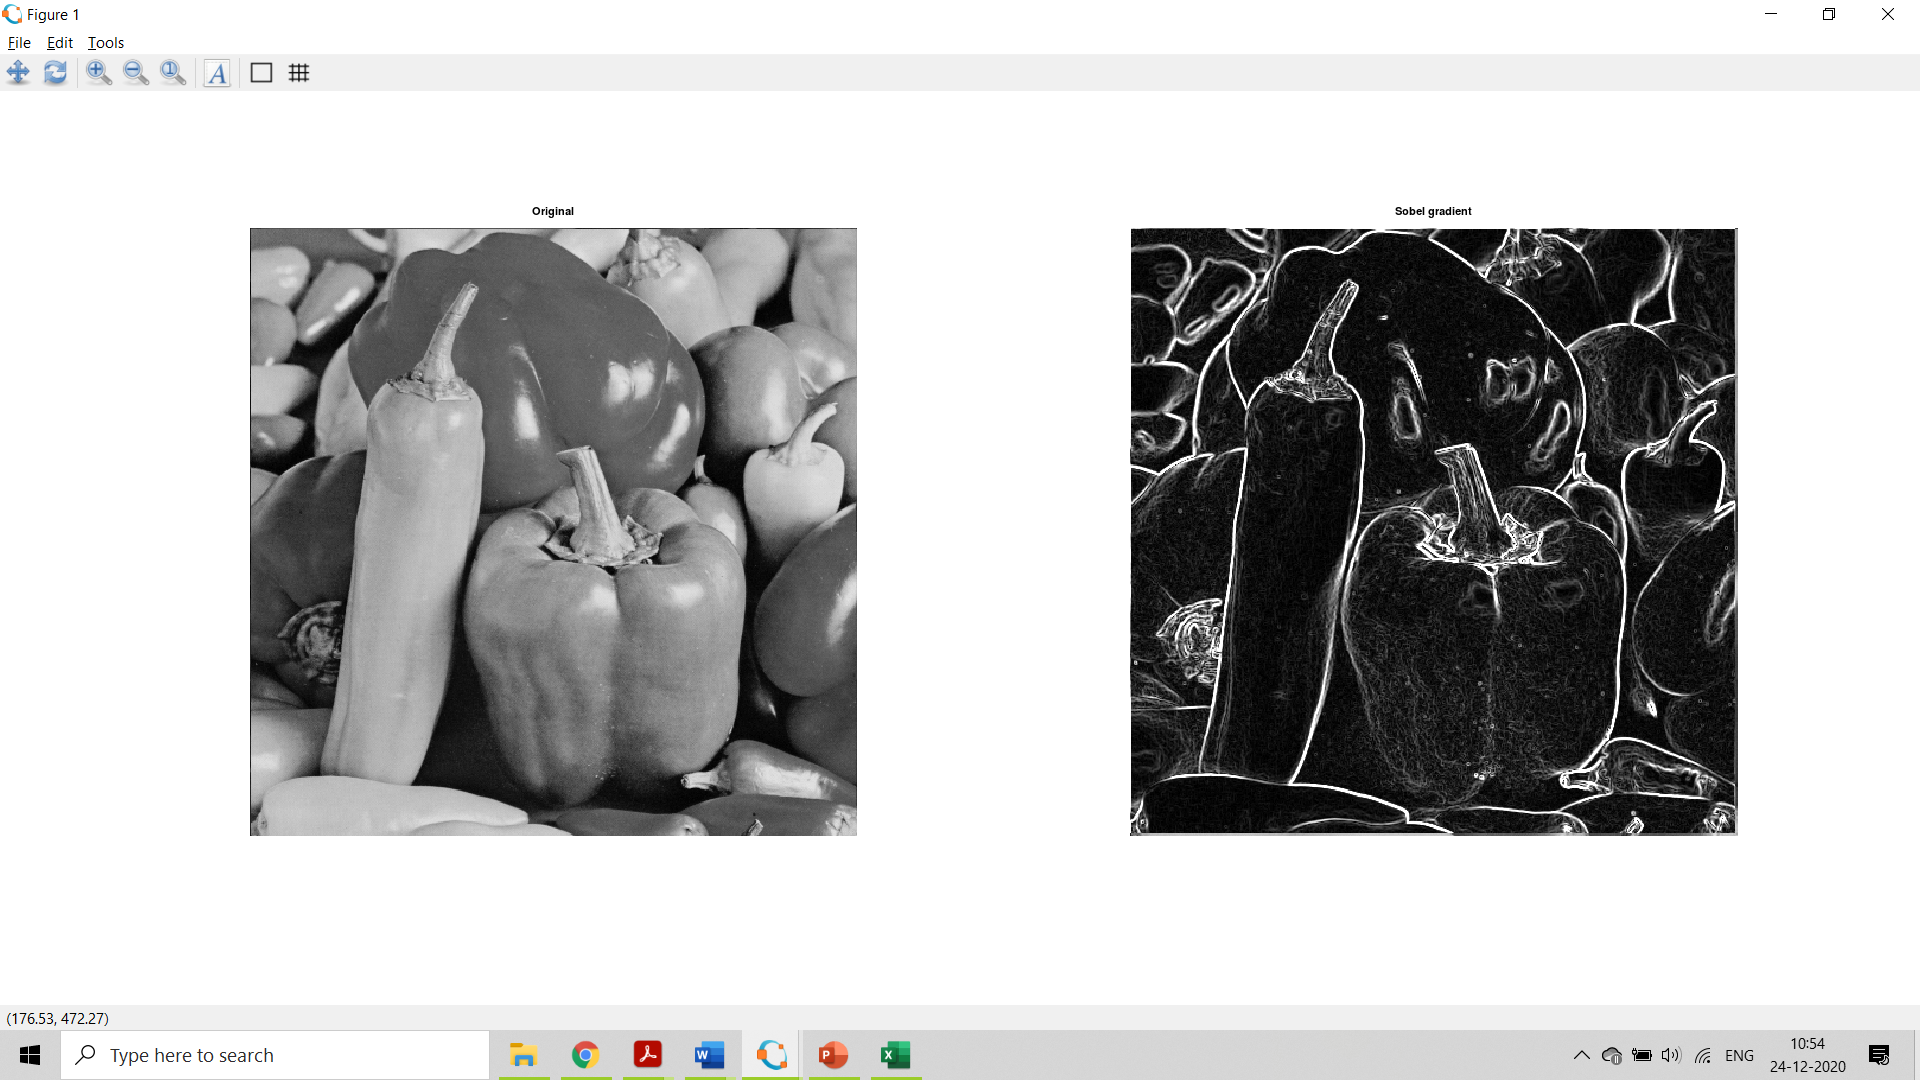 Figure 1
File Edit Tools
A
Original
Sobel gradient
(176.53, 472.27)
Type here to search
W
P
X
ENG
10:54
24-12-2020